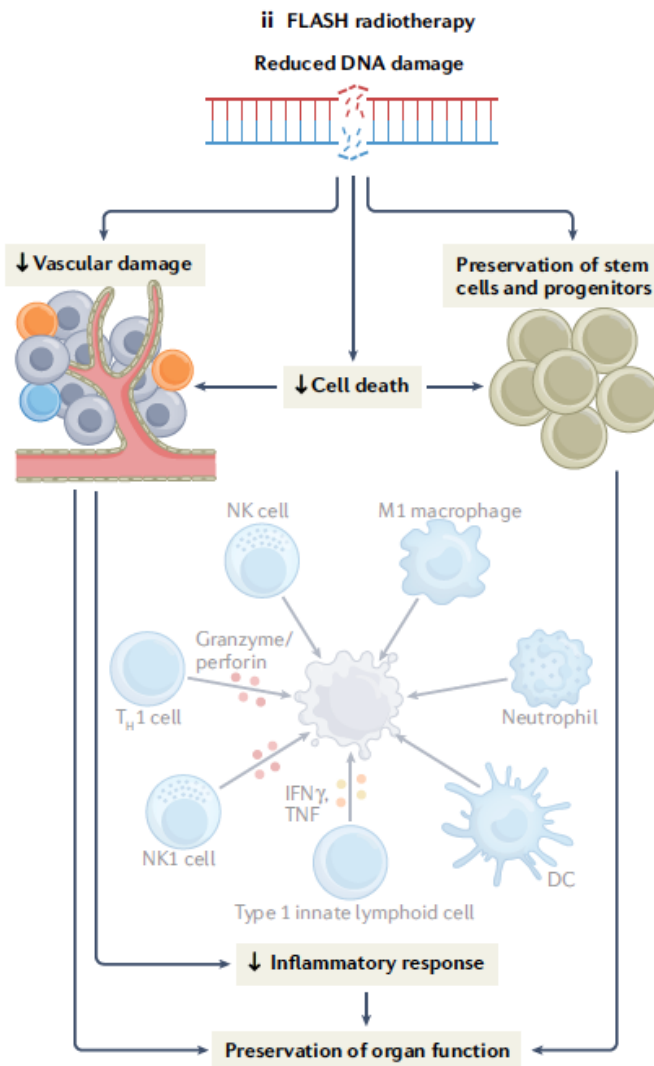 ii FLASH radiotherapy
Reduced DNA damage
↓ Vascular damage
Preservation of stem
cells and progenitors
↓ Cell death
NK cell
M1 macrophage
Granzyme/
perforin
TH1 cell
Neutrophil
NK1 cell
IFNγ,
TNF
DC
Type 1 innate lymphoid cell
↓ Inflammatory response
Preservation of organ function